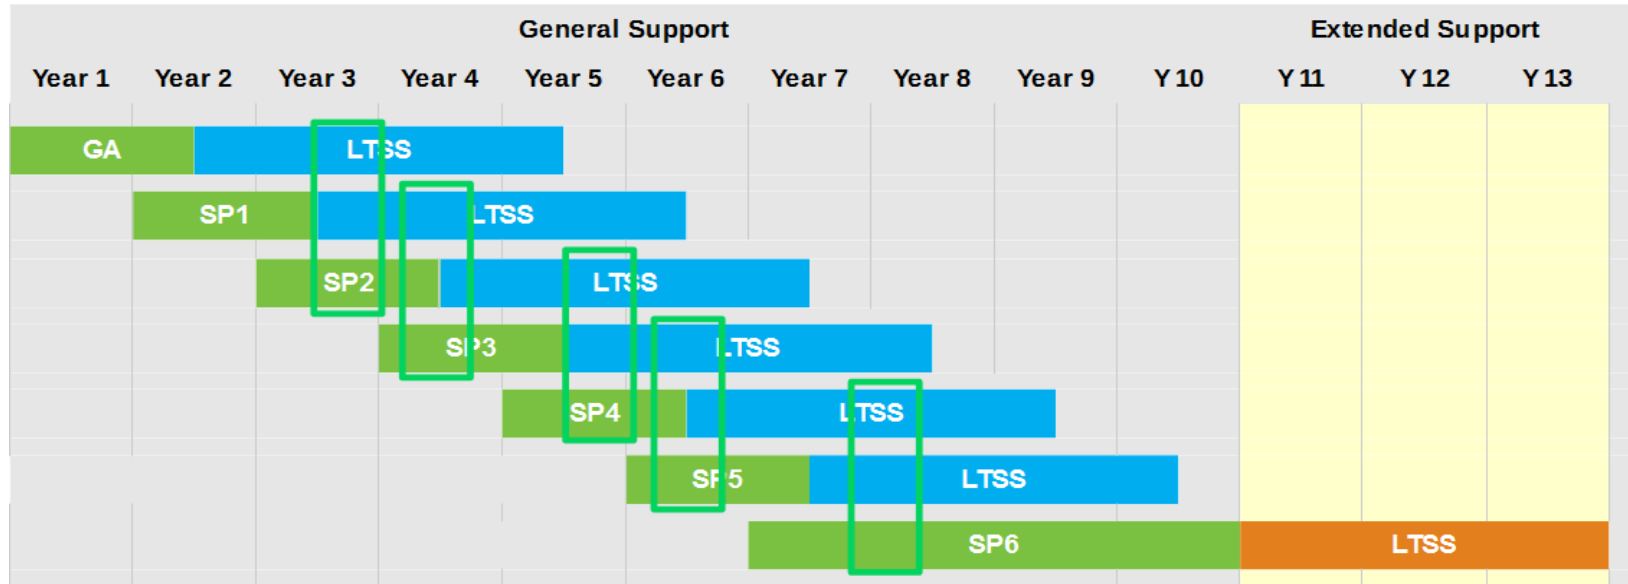 General Support Extended Support
Year 1 Year 2 Year 3 Year 4 Year 5 Year 6 Year 7 Year 8 Year 9 Y 10 Y 11 Y 12 Y 13
GA LTSS
SP1 LTSS
SP2 LTSS
SP3 LTSS
SP4 LTSS
SP5 LTSS
SP6 LTSS